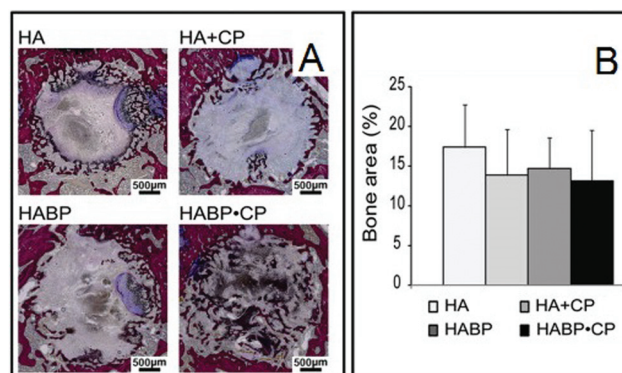 HA
HA+CP
A
500µm
500µm
HABP
HABP•CP
500µm
500µm
B
Bone area (%)
25
20
15
10
5
0
HA
HA+CP
HABP
HABP•CP